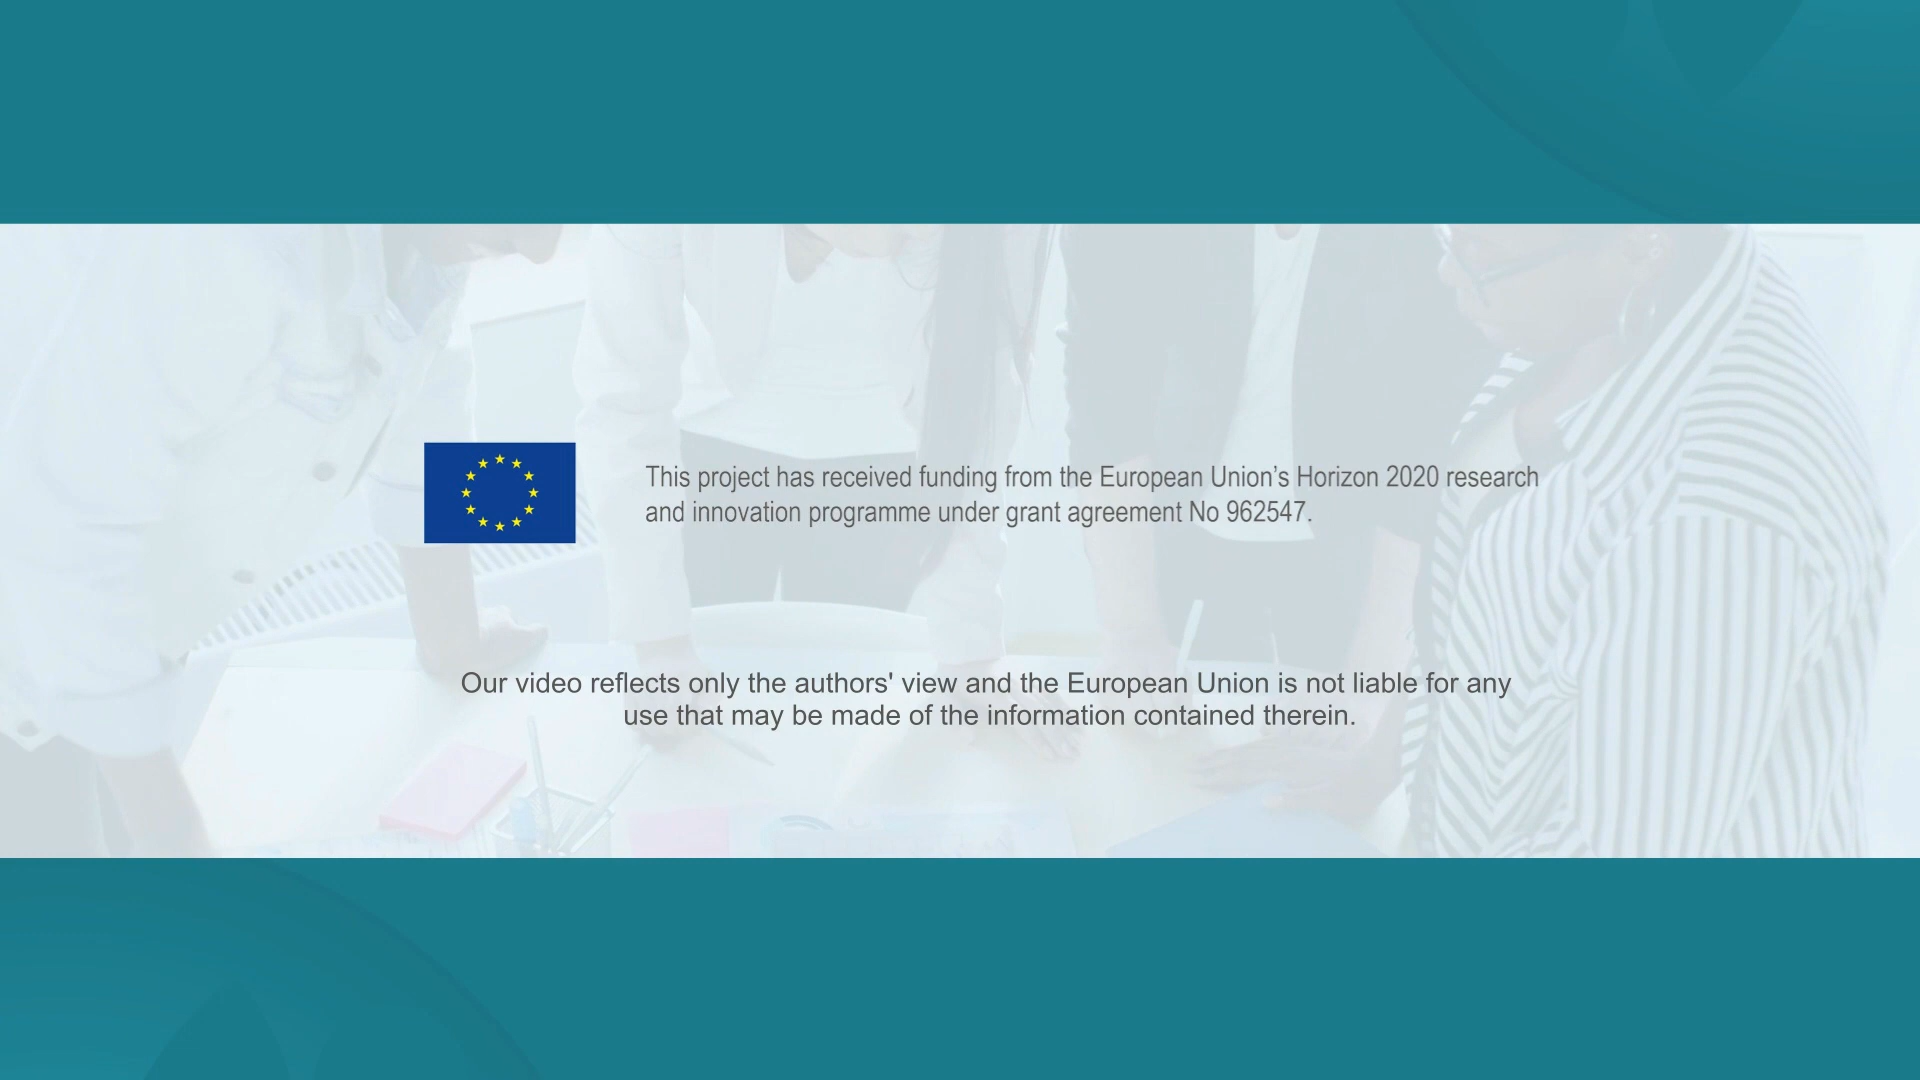 This project has received funding from the European Union’s Horizon 2020 research
and innovation programme under grant agreement No 962547.
Our video reflects only the authors' view and the European Union is not liable for any
use that may be made of the information contained therein.